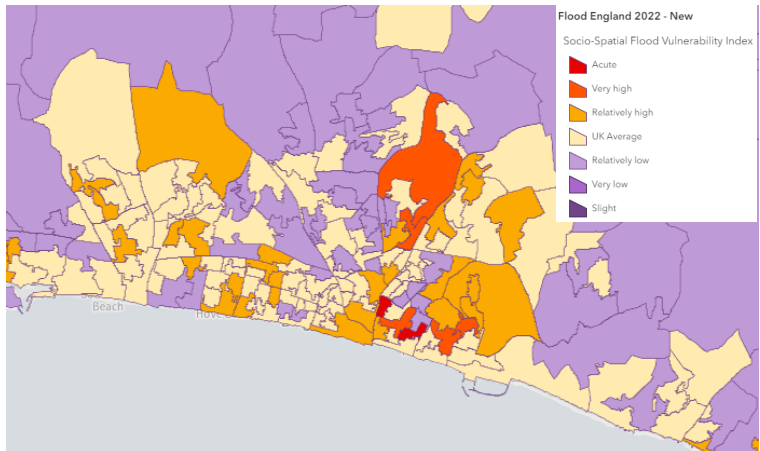 Flood England 2022 - New
Socio-Spatial Flood Vulnerability Index
Acute
Very high
Relatively high
UK Average
Relatively low
Very low
Slight
Beach